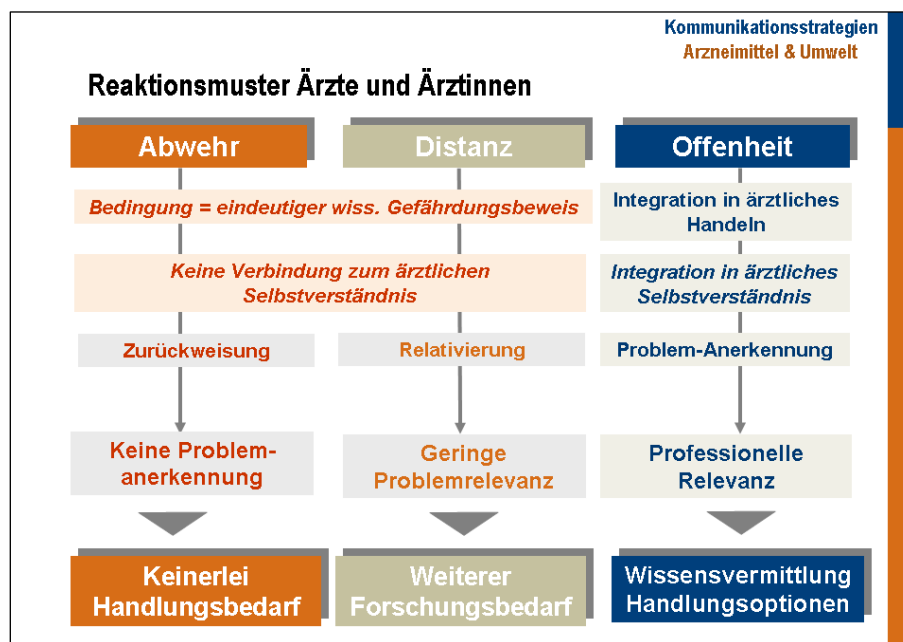 Kommunikationsstrategien
Arzneimittel & Umwelt
Reaktionsmuster Ärzte und Ärztinnen
Abwehr
Distanz
Offenheit
Bedingung = eindeutiger wiss. Gefährdungsbeweis
Integration in ärztliches
Handeln
Keine Verbindung zum ärztlichen
Selbstverständnis
Integration in ärztliches
Selbstverständnis
Zurückweisung
Relativierung
Problem-Anerkennung
Keine Problem-
anerkennung
Geringe
Problemrelevanz
Professionelle
Relevanz
Keinerlei
Handlungsbedarf
Weiterer
Forschungsbedarf
Wissensvermittlung
Handlungsoptionen